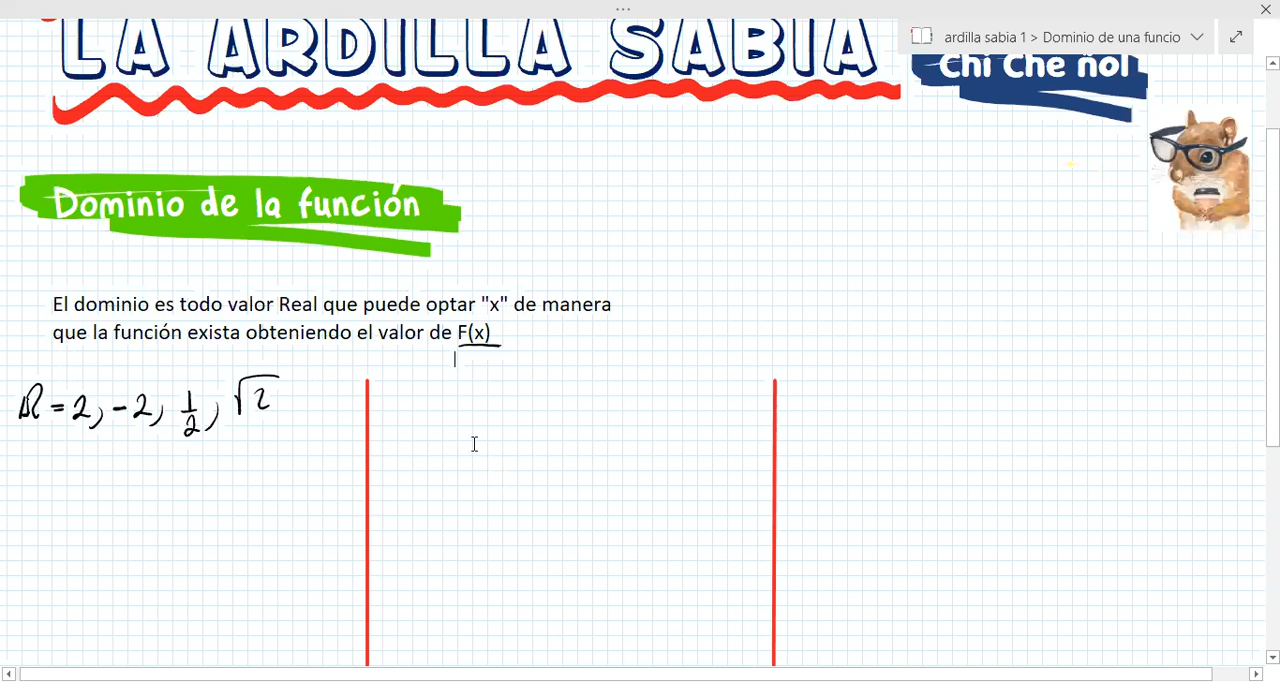 LA ARDILLA SABIA
ardilla sabia 1 > Dominio de una funcio
Chi Che ñol
Dominio de la función
El dominio es todo valor Real que puede optar "x" de manera
que la función exista obteniendo el valor de F(x)
ℝ = 2, -2, 1/2, √2